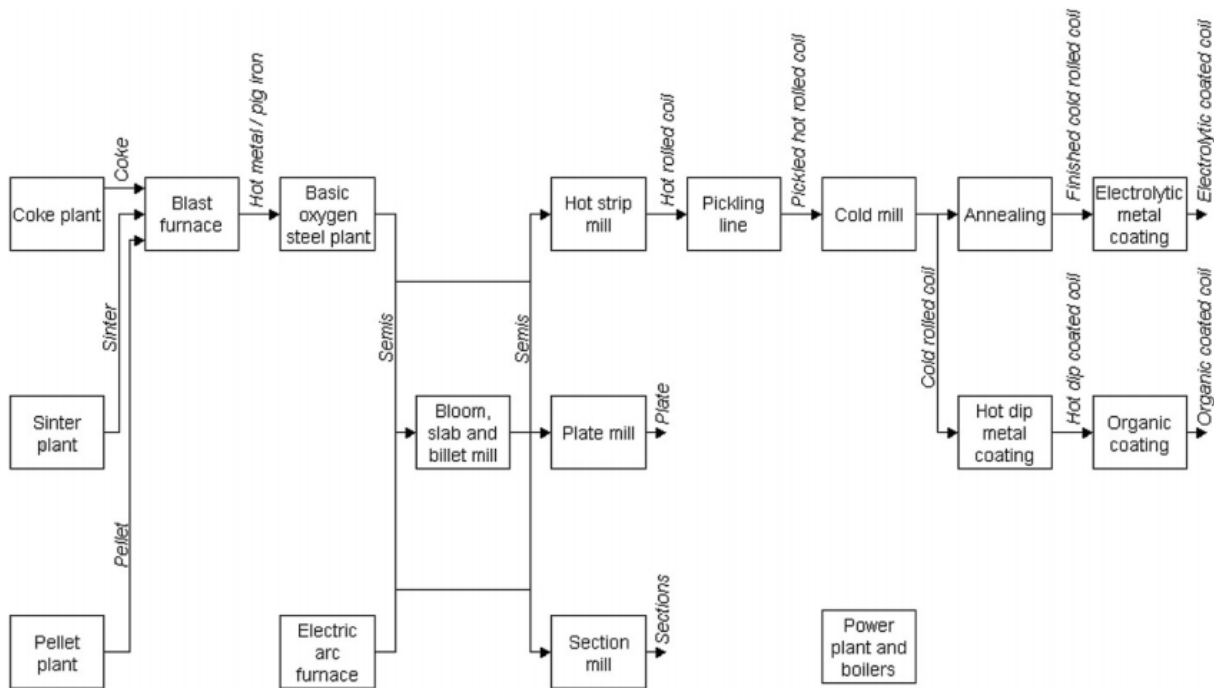 Coke plant
Coke
Blast
furnace
Hot metal / pig iron
Basic
oxygen
steel plant
Hot strip
mill
Hot rolled coil
Pickling
line
Pickled hot rolled coil
Cold mill
Annealing
Finished cold rolled coil
Electrolytic
metal
coating
Electrolytic coated coil
Sinter
Semis
Semis
Cold rolled coil
Sinter
plant
Bloom,
slab and
billet mill
Plate mill
Plate
Hot dip
metal
coating
Hot dip coated coil
Organic
coating
Organic coated coil
Pellet
Pellet
plant
Electric
arc
furnace
Section
mill
Sections
Power
plant and
boilers